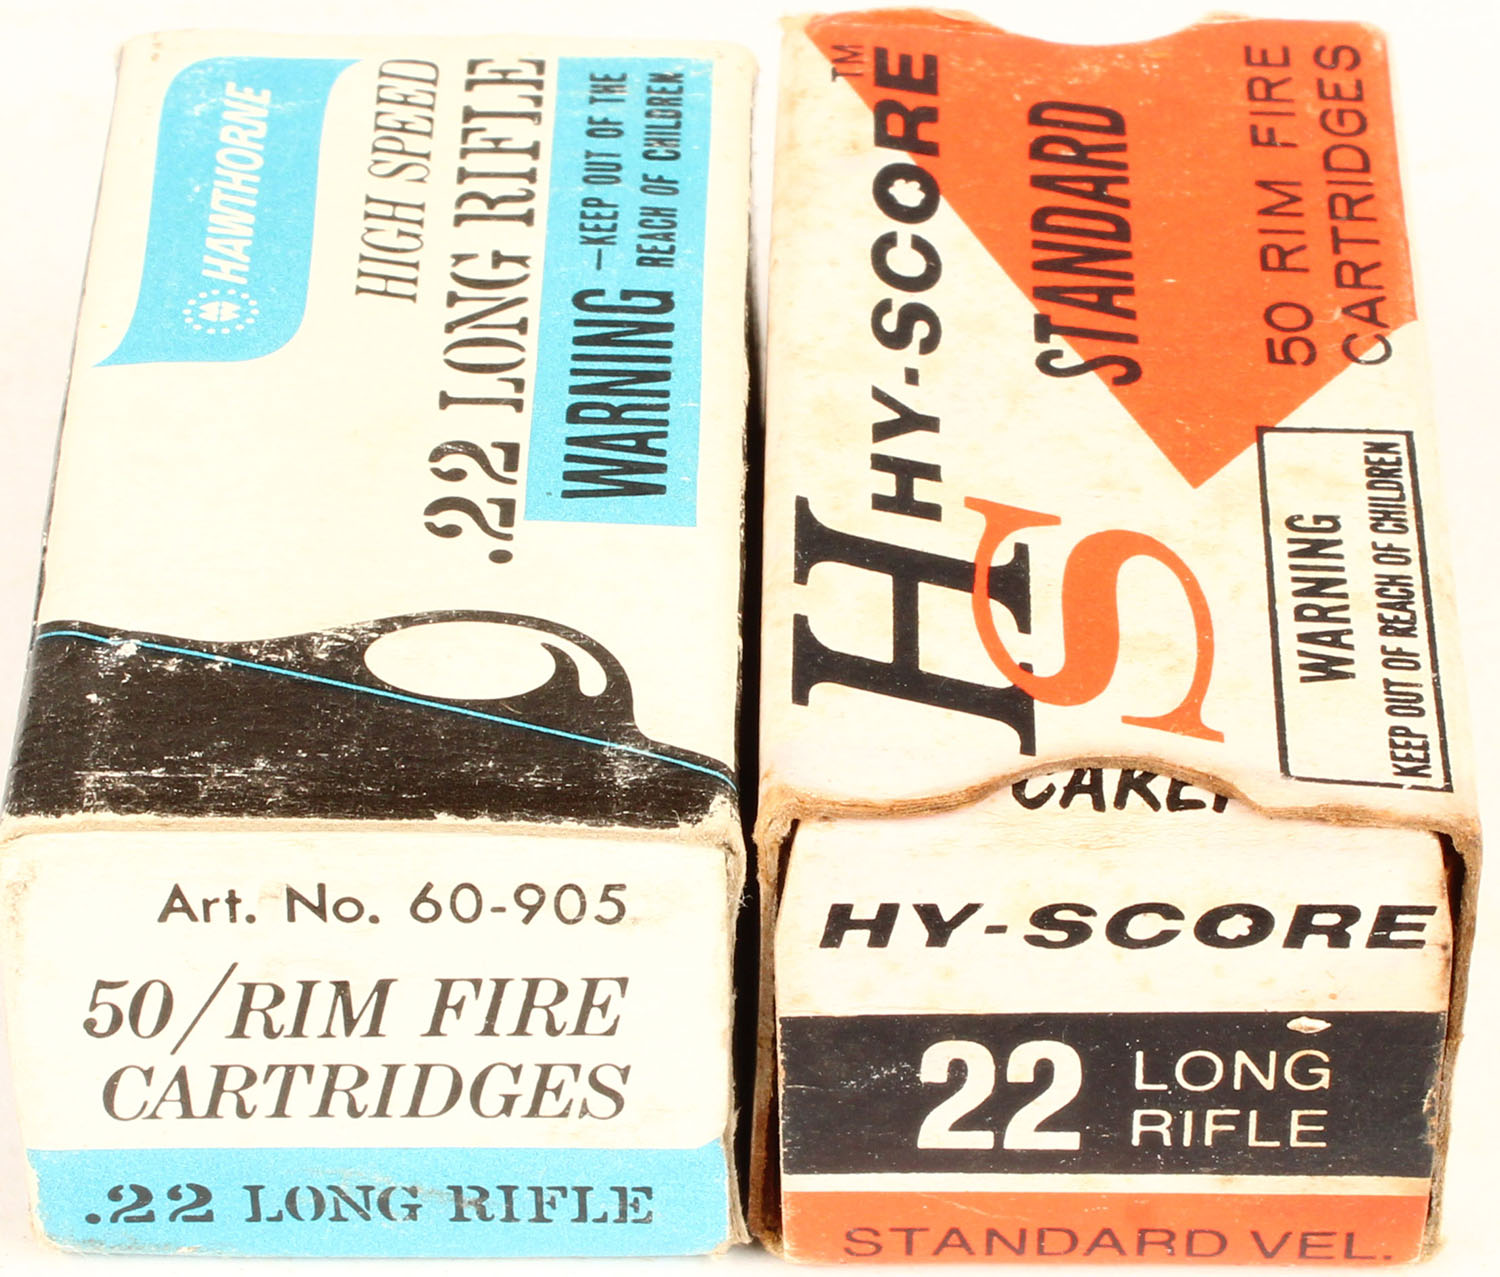 HAWTHORNE
HIGH SPEED
.22 LONG RIFLE
WARNING —KEEP OUT OF THE
REACH OF CHILDREN
Art. No. 60-905
50/RIM FIRE
CARTRIDGES
.22 LONG RIFLE
HY-SCORE™
HS
STANDARD
50 RIM FIRE
CARTRIDGES
WARNING
KEEP OUT OF REACH OF CHILDREN
HY-SCORE
22 LONG
RIFLE
STANDARD VEL.